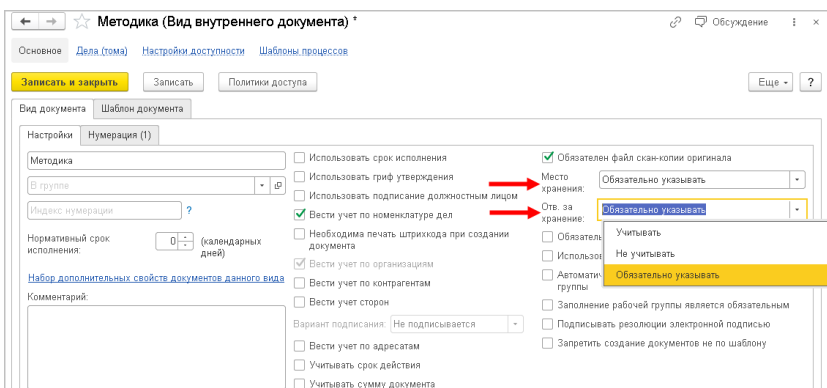 Методика (Вид внутреннего документа) *
Обсуждение
Основное Дела (тома) Настройки доступности Шаблоны процессов
Записать и закрыть Записать Политики доступа Еще ?
Вид документа Шаблон документа
Настройки Нумерация (1)
Методика
В группе
Индекс нумерации ?
Нормативный срок
исполнения:
0 (календарных
дней)
Набор дополнительных свойств документов данного вида
Комментарий:
Использовать срок исполнения
Использовать гриф утверждения
Использовать подписание должностным лицом
Вести учет по номенклатуре дел
Необходима печать штрихкода при создании
документа
Вести учет по организациям
Вести учет по контрагентам
Вести учет сторон
Вариант подписания: Не подписывается
Вести учет по адресатам
Учитывать срок действия
Учитывать сумму документа
Обязателен файл скан-копии оригинала
Место
хранения:
Обязательно указывать
Отв. за
хранение:
Обязательно указывать
Учитывать
Не учитывать
Обязательно указывать
Обязатель
Использов
Автоматич
группы
Заполнение рабочей группы является обязательным
Подписывать резолюции электронной подписью
Запретить создание документов не по шаблону